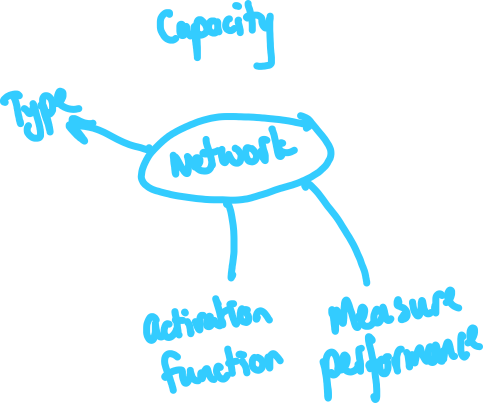 Capacity
Type
Network
Activation
function
Measure
performance